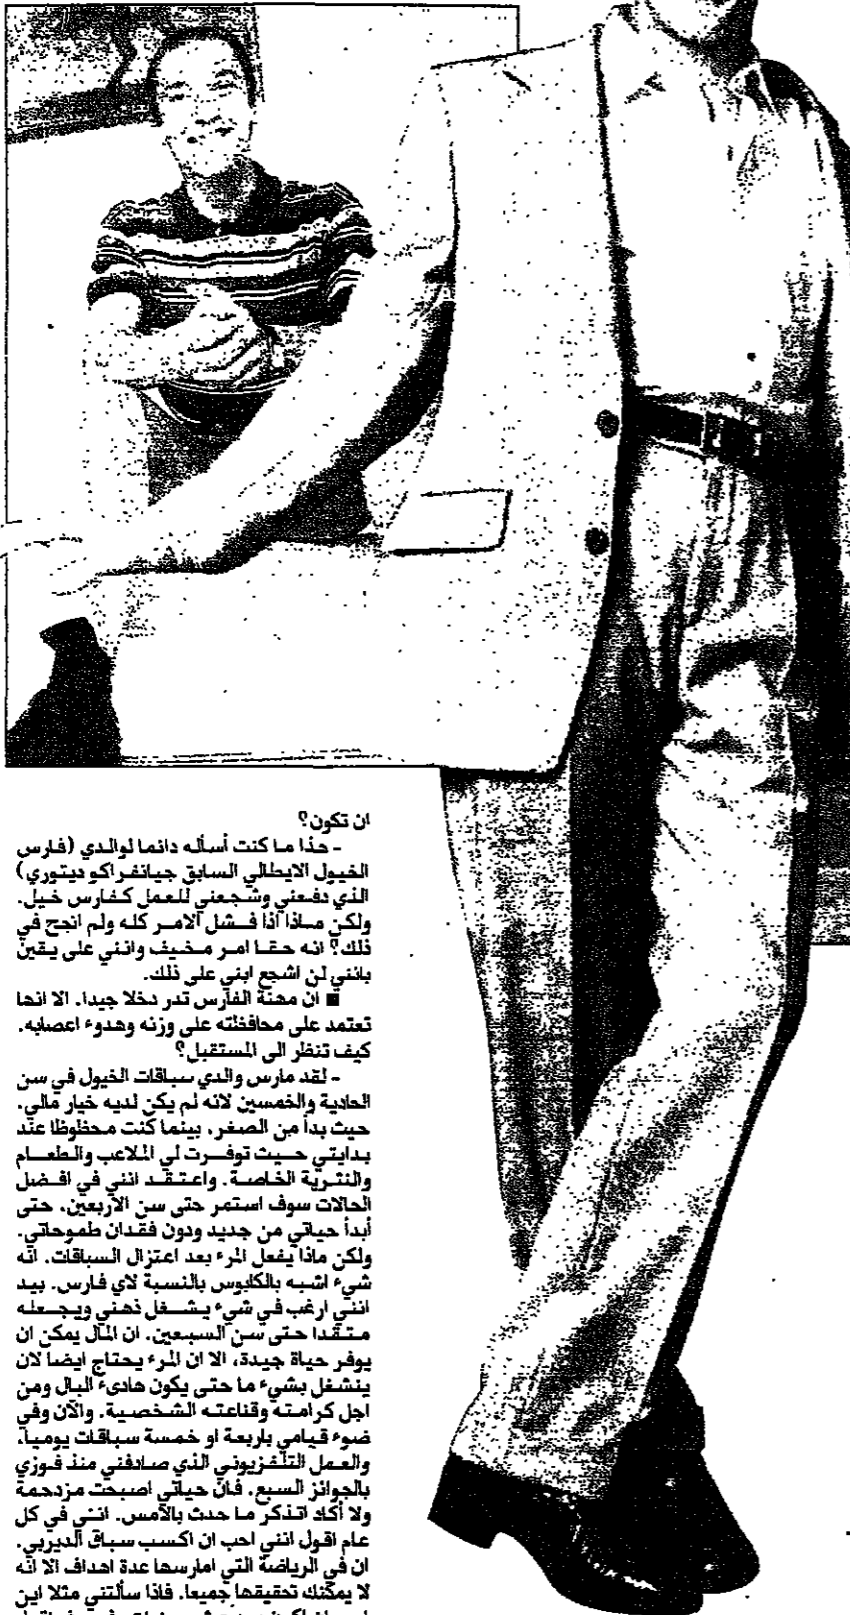 ان تكون؟
- هذا ما كنت أسأله دائما لوالدي (فارس
الخيول الايطالي السابق جيانفراكو ديتوري)
الذي دفعني وشجعني للعمل كفارس خيل.
ولكن ماذا اذا فشل الامر كله ولم انجح في
ذلك؟ انه حقا امر مخيف وانني على يقين
بانني لن اشجع ابني على ذلك.
■ ان مهنة الفارس تدر دخلا جيدا. الا انها
تعتمد على محافظته على وزنه وهدوء اعصابه.
كيف تنظر الى المستقبل؟
- لقد مارس والدي سباقات الخيول في سن
الحادية والخمسين لانه لم يكن لديه خيار مالي.
حيث بدأ من الصغر، بينما كنت محظوظا عند
بدايتي حيث توفرت لي الملاعب والطعام
والنثرية الخاصة. واعتقد انني في افضل
الحالات سوف استمر حتى سن الاربعين، حتى
أبدأ حياتي من جديد ودون فقدان طموحاتي.
ولكن ماذا يفعل المرء بعد اعتزال السباقات. انه
شيء اشبه بالكابوس بالنسبة لاي فارس. بيد
انني ارغب في شيء يشغل ذهني ويجعله
متقدا حتى سن السبعين. ان المال يمكن ان
يوفر حياة جيدة، الا ان المرء يحتاج ايضا لان
ينشغل بشيء ما حتى يكون هادىء البال ومن
اجل كرامته وقناعته الشخصية. والآن وفي
ضوء قيامي باربعة او خمسة سباقات يوميا،
والعمل التلفزيوني الذي صادفني منذ فوزي
بالجوائز السبع، فان حياتي اصبحت مزدحمة
ولا أكاد اتذكر ما حدث بالأمس. انني في كل
عام اقول انني احب ان اكسب سباق الديربي.
ان في الرياضة التي امارسها عدة اهداف الا انه
لا يمكنك تحقيقها جميعا. فاذا سألتني مثلا اين